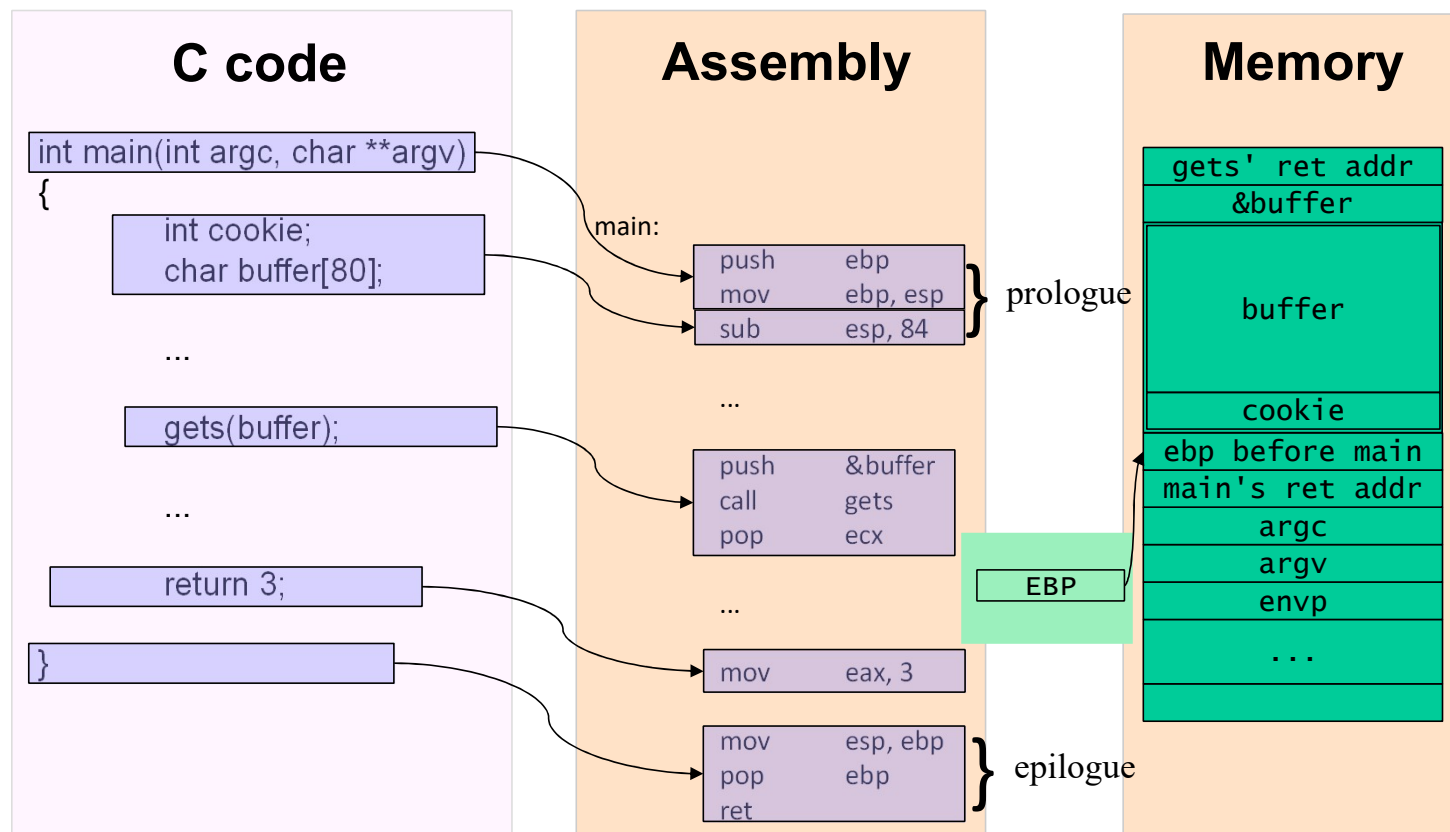 C code
int main(int argc, char **argv)
{
int cookie;
char buffer[80];
...
gets(buffer);
...
return 3;
}
Assembly
main:
push ebp
mov ebp, esp
sub esp, 84
} prologue
...
push &buffer
call gets
pop ecx
...
mov eax, 3
mov esp, ebp
pop ebp
ret
} epilogue
EBP
Memory
gets' ret addr
&buffer
buffer
cookie
ebp before main
main's ret addr
argc
argv
envp
...